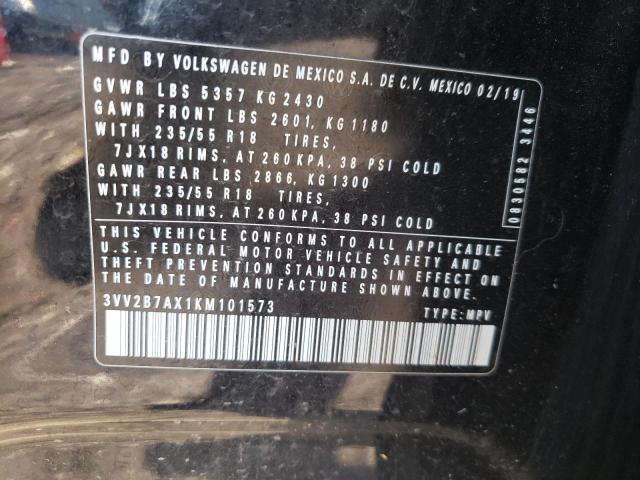 MFD BY VOLKSWAGEN DE MEXICO S.A. DE C.V. MEXICO 02/19
GVWR LBS 5357 KG 2430
GAWR FRONT LBS 2601, KG 1180
WITH 235/55 R18 TIRES,
7JX18 RIMS, AT 260 KPA, 38 PSI COLD
GAWR REAR LBS 2866, KG 1300
WITH 235/55 R18 TIRES,
7JX18 RIMS, AT 260 KPA, 38 PSI COLD
THIS VEHICLE CONFORMS TO ALL APPLICABLE
U.S. FEDERAL MOTOR VEHICLE SAFETY AND
THEFT PREVENTION STANDARDS IN EFFECT ON
THE DATE OF MANUFACTURE SHOWN ABOVE.
3VV2B7AX1KM101573 TYPE:MPV
0830682 3446